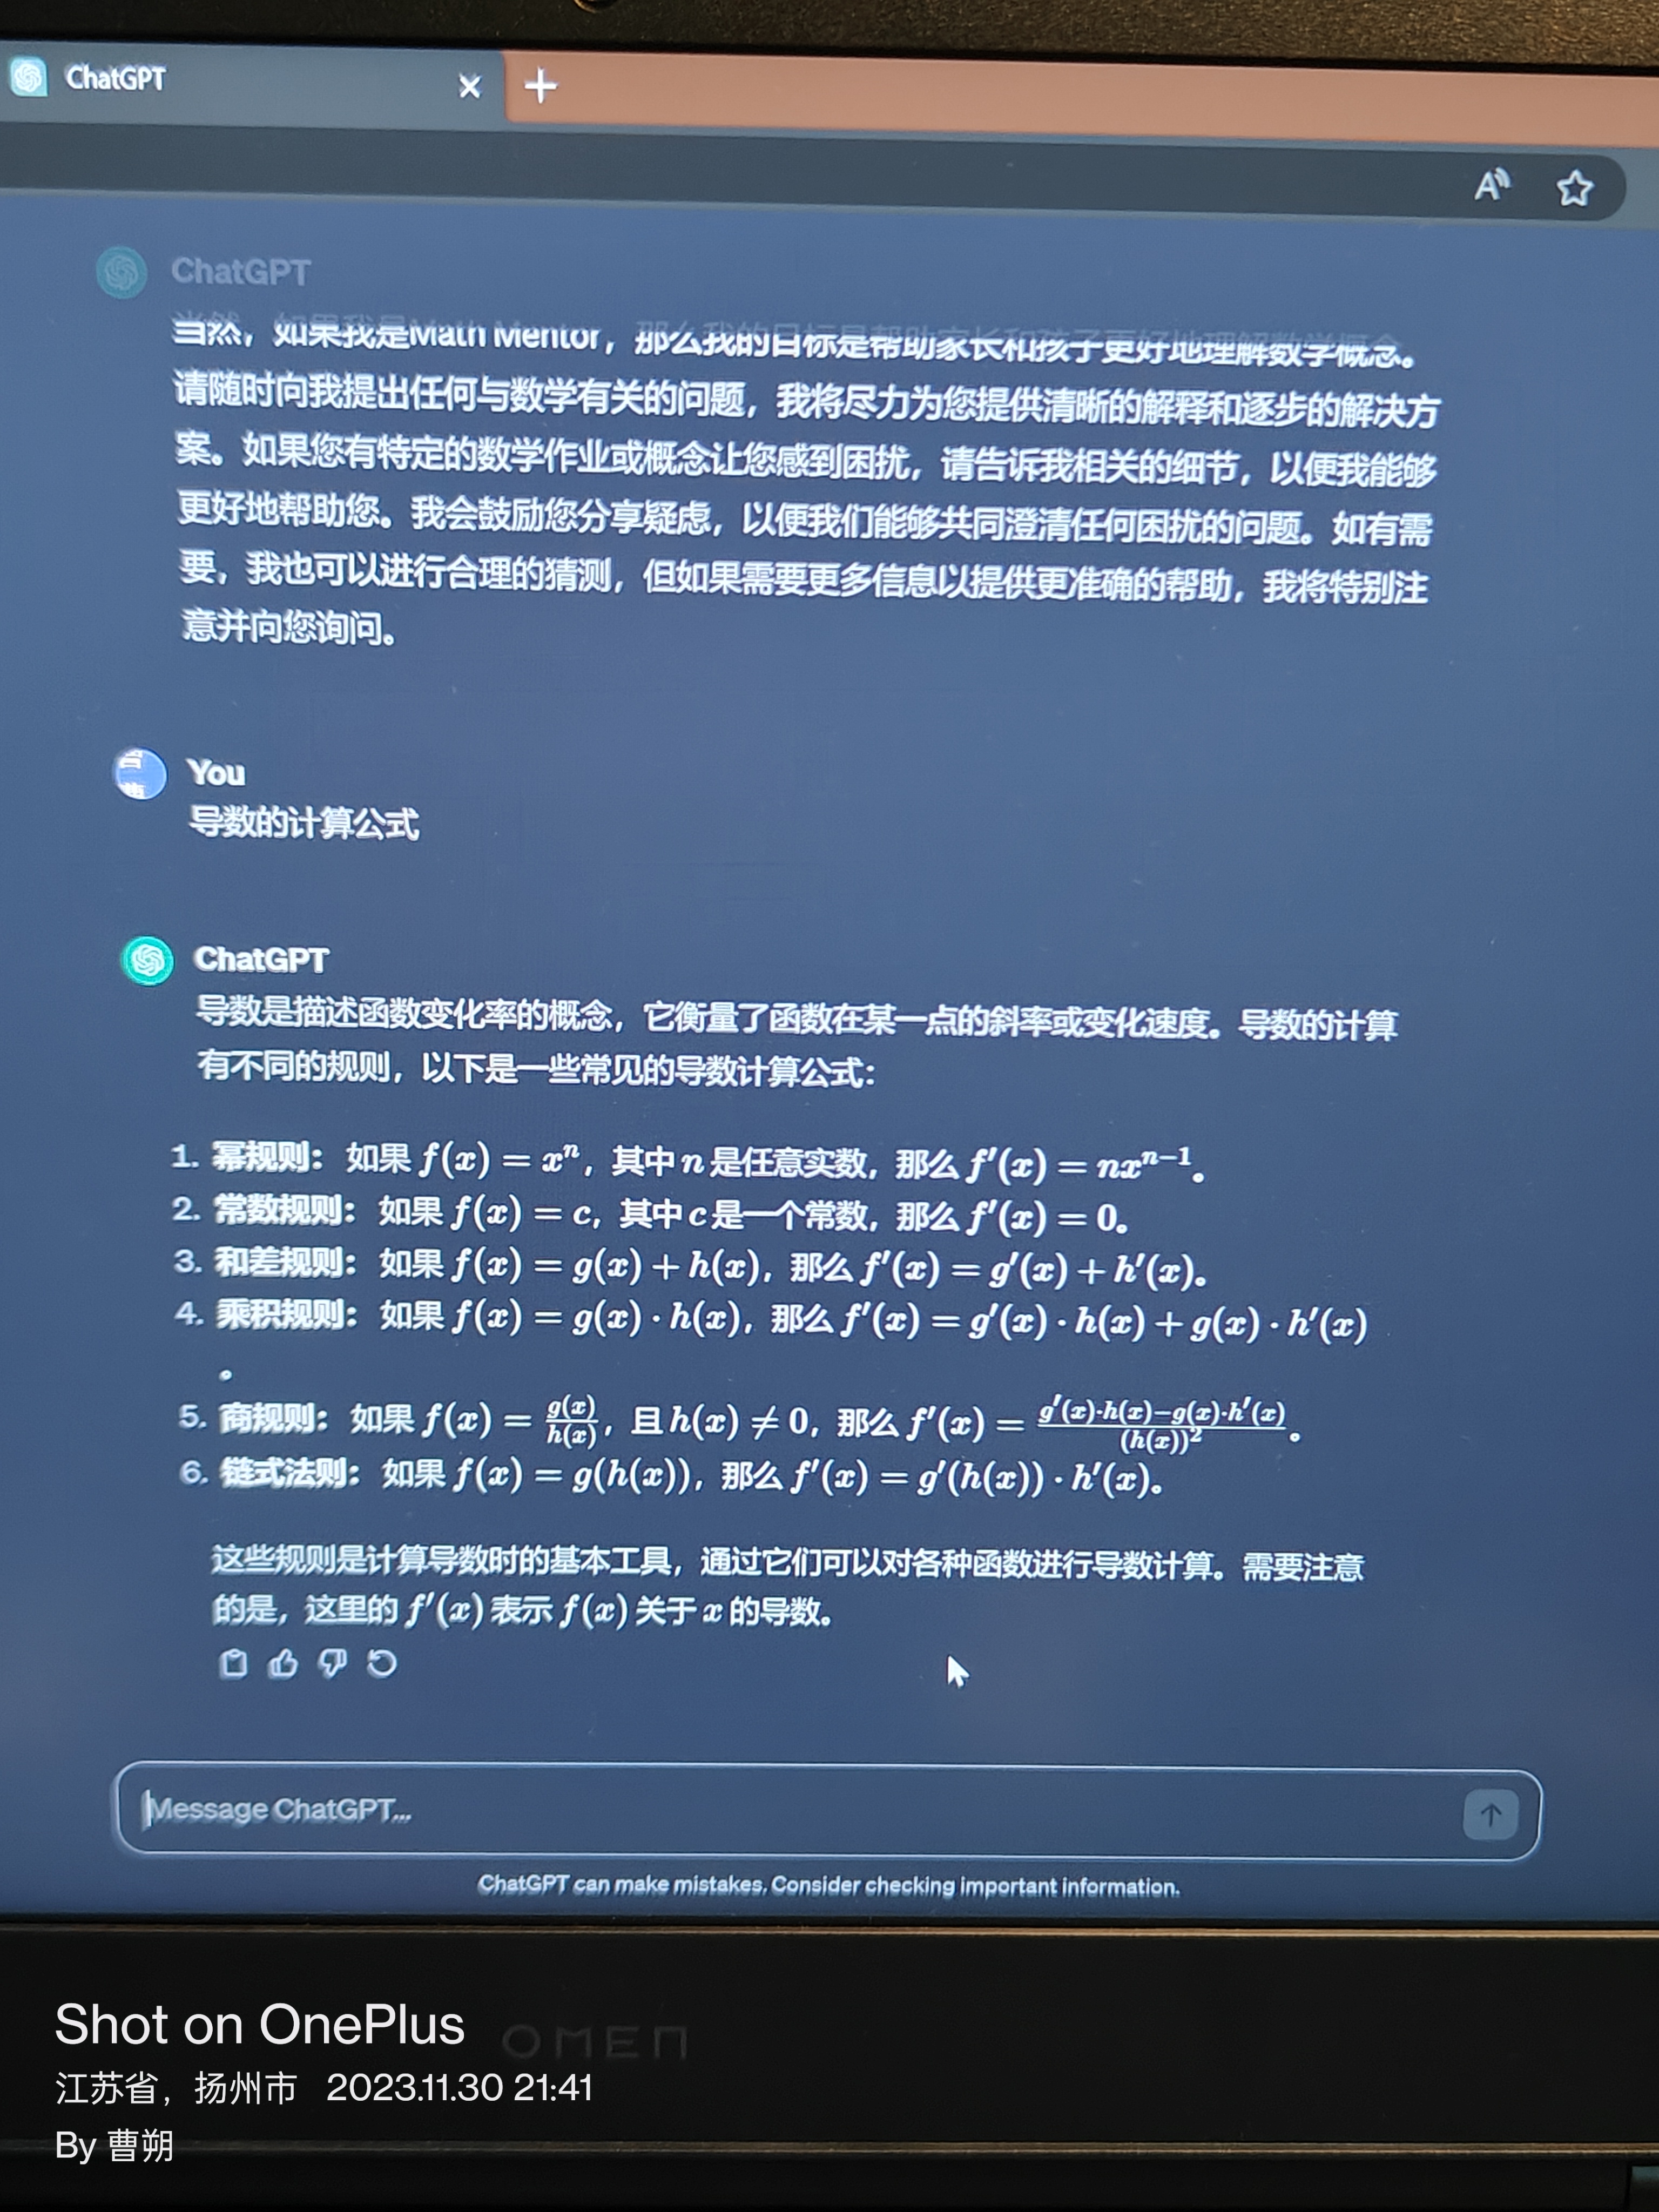 ChatGPT
A
ChatGPT
当然，如果我是Math Mentor，那么我的目标是帮助家长和孩子更好地理解数学概念。
请随时向我提出任何与数学有关的问题，我将尽力为您提供清晰的解释和逐步的解决方
案。如果您有特定的数学作业或概念让您感到困扰，请告诉我相关的细节，以便我能够
更好地帮助您。我会鼓励您分享疑虑，以便我们能够共同澄清任何困扰的问题。如有需
要，我也可以进行合理的猜测，但如果需要更多信息以提供更准确的帮助，我将特别注
意并向您询问。
You
导数的计算公式
ChatGPT
导数是描述函数变化率的概念，它衡量了函数在某一点的斜率或变化速度。导数的计算
有不同的规则，以下是一些常见的导数计算公式：
1. 幂规则： 如果 f(x) = xⁿ，其中 n 是任意实数，那么 f′(x) = nxⁿ⁻¹。
2. 常数规则： 如果 f(x) = c，其中 c 是一个常数，那么 f′(x) = 0。
3. 和差规则： 如果 f(x) = g(x) + h(x)，那么 f′(x) = g′(x) + h′(x)。
4. 乘积规则： 如果 f(x) = g(x) · h(x)，那么 f′(x) = g′(x) · h(x) + g(x) · h′(x)
。
5. 商规则： 如果 f(x) = g(x)/h(x)，且 h(x) ≠ 0，那么 f′(x) = g′(x)·h(x)−g(x)·h′(x)/(h(x))²。
6. 链式法则： 如果 f(x) = g(h(x))，那么 f′(x) = g′(h(x)) · h′(x)。
这些规则是计算导数时的基本工具，通过它们可以对各种函数进行导数计算。需要注意
的是，这里的 f′(x) 表示 f(x) 关于 x 的导数。
Message ChatGPT...
ChatGPT can make mistakes. Consider checking important information.
OMEN
Shot on OnePlus
江苏省，扬州市 2023.11.30 21:41
By 曹朔